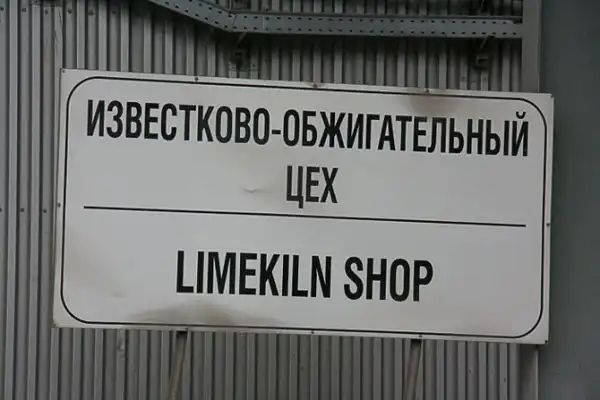 ИЗВЕСТКОВО-ОБЖИГАТЕЛЬНЫЙ
ЦЕХ
LIMEKILN SHOP